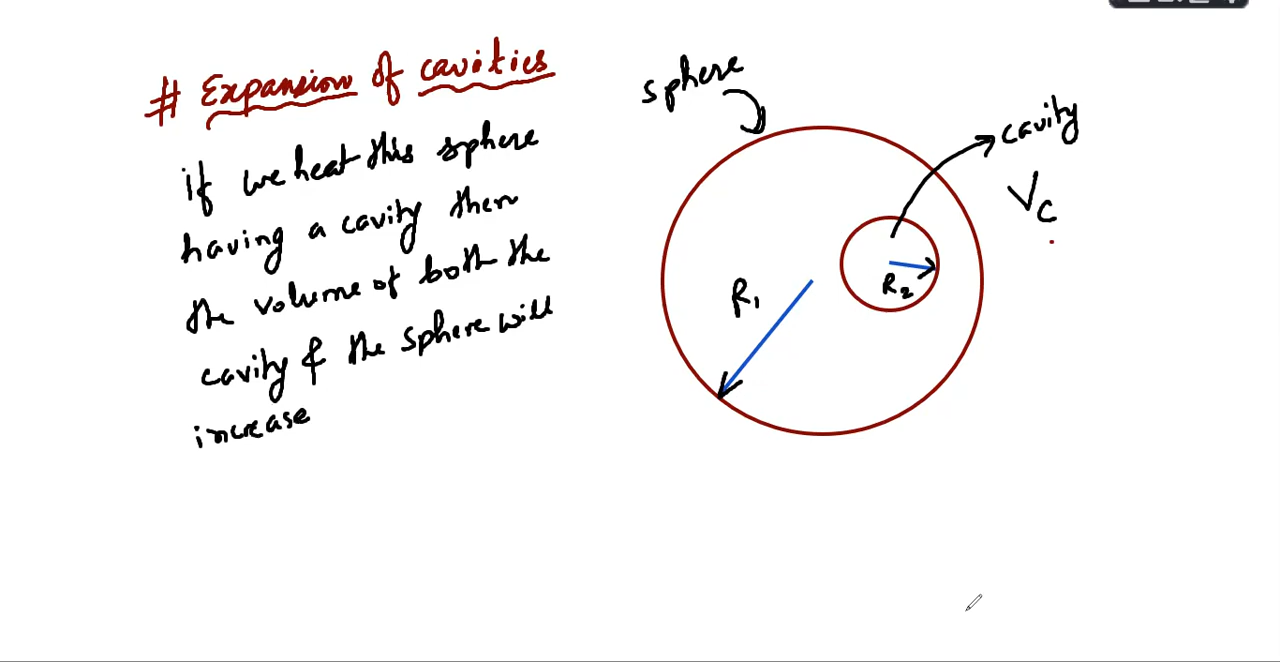 # Expansion of cavities
if we heat this sphere
having a cavity then
the volume of both the
cavity & the sphere will
increase
sphere
cavity
Vc
R1
R2